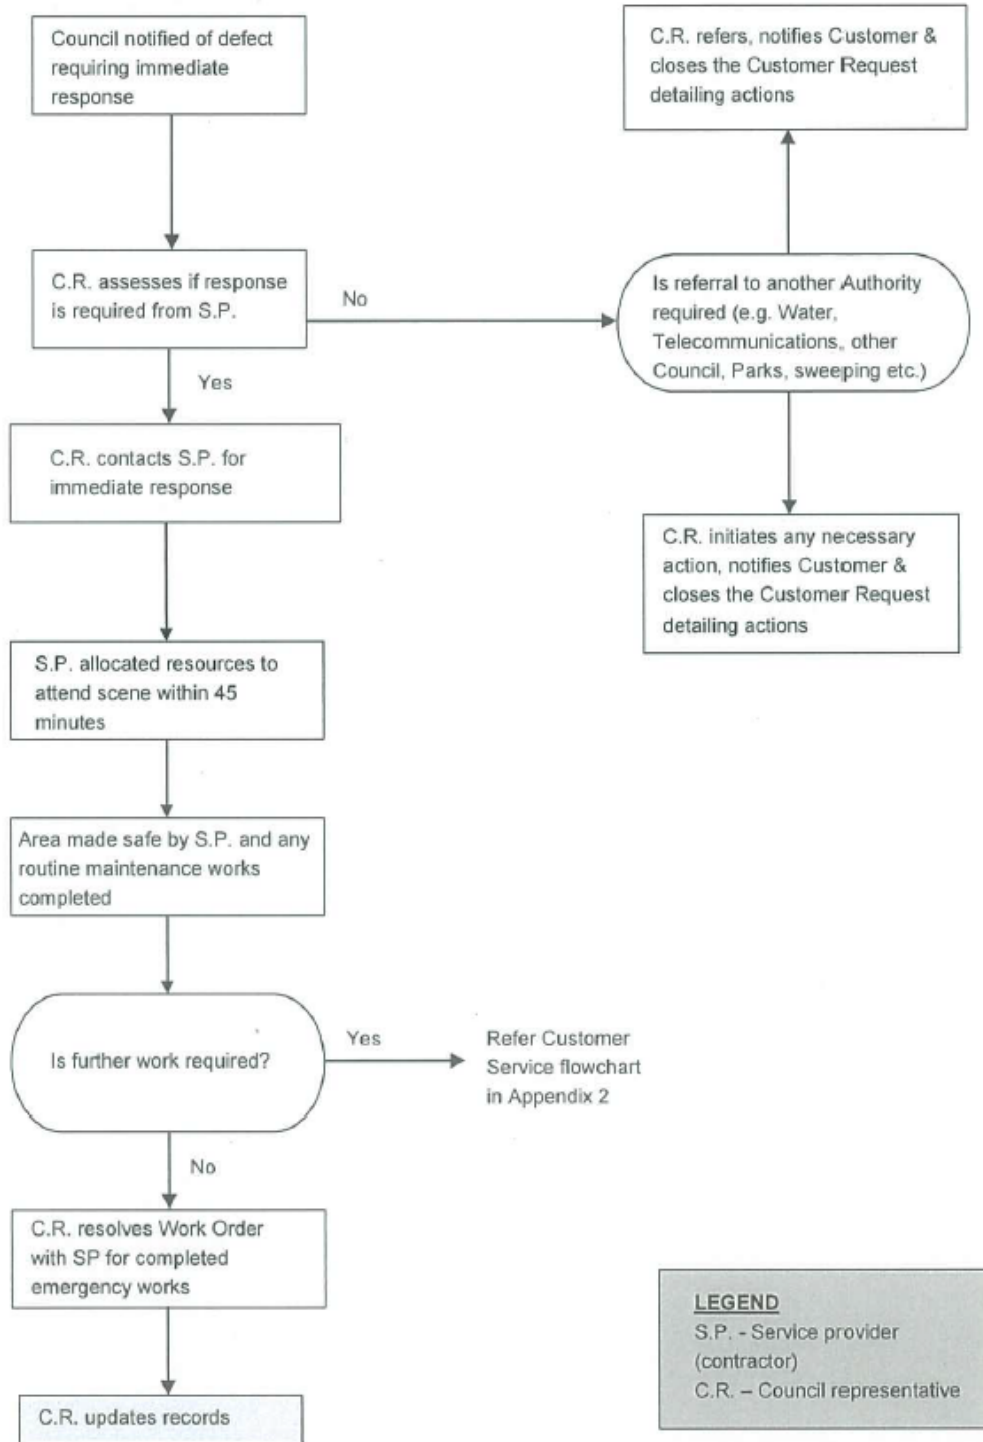 Council notified of defect
requiring immediate
response
C.R. refers, notifies Customer &
closes the Customer Request
detailing actions
C.R. assesses if response
is required from S.P.
No
Is referral to another Authority
required (e.g. Water,
Telecommunications, other
Council, Parks, sweeping etc.)
Yes
C.R. contacts S.P. for
immediate response
C.R. initiates any necessary
action, notifies Customer &
closes the Customer Request
detailing actions
S.P. allocated resources to
attend scene within 45
minutes
Area made safe by S.P. and any
routine maintenance works
completed
Is further work required?
Yes
Refer Customer
Service flowchart
in Appendix 2
No
C.R. resolves Work Order
with SP for completed
emergency works
C.R. updates records
LEGEND
S.P. - Service provider
(contractor)
C.R. – Council representative